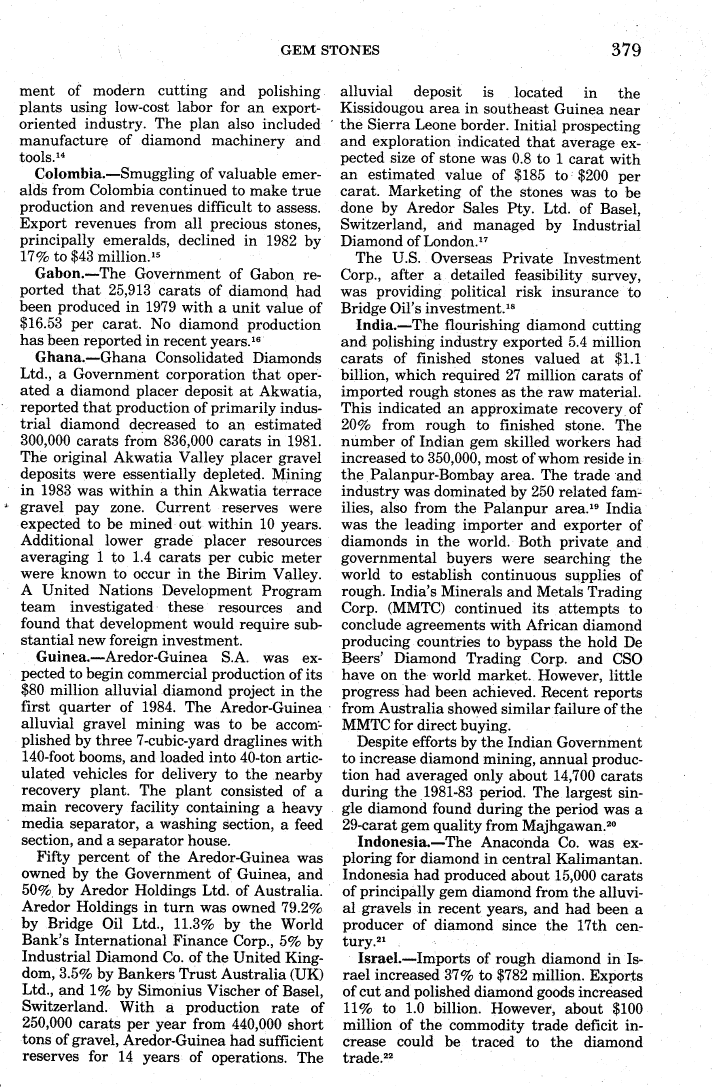 GEM STONES
379
ment of modern cutting and polishing
plants using low-cost labor for an export-
oriented industry. The plan also included
manufacture of diamond machinery and
tools.¹⁴
Colombia.—Smuggling of valuable emer-
alds from Colombia continued to make true
production and revenues difficult to assess.
Export revenues from all precious stones,
principally emeralds, declined in 1982 by
17% to $43 million.¹⁵
Gabon.—The Government of Gabon re-
ported that 25,913 carats of diamond had
been produced in 1979 with a unit value of
$16.53 per carat. No diamond production
has been reported in recent years.¹⁶
Ghana.—Ghana Consolidated Diamonds
Ltd., a Government corporation that oper-
ated a diamond placer deposit at Akwatia,
reported that production of primarily indus-
trial diamond decreased to an estimated
300,000 carats from 836,000 carats in 1981.
The original Akwatia Valley placer gravel
deposits were essentially depleted. Mining
in 1983 was within a thin Akwatia terrace
gravel pay zone. Current reserves were
expected to be mined out within 10 years.
Additional lower grade placer resources
averaging 1 to 1.4 carats per cubic meter
were known to occur in the Birim Valley.
A United Nations Development Program
team investigated these resources and
found that development would require sub-
stantial new foreign investment.
Guinea.—Aredor-Guinea S.A. was ex-
pected to begin commercial production of its
$80 million alluvial diamond project in the
first quarter of 1984. The Aredor-Guinea
alluvial gravel mining was to be accom-
plished by three 7-cubic-yard draglines with
140-foot booms, and loaded into 40-ton artic-
ulated vehicles for delivery to the nearby
recovery plant. The plant consisted of a
main recovery facility containing a heavy
media separator, a washing section, a feed
section, and a separator house.
Fifty percent of the Aredor-Guinea was
owned by the Government of Guinea, and
50% by Aredor Holdings Ltd. of Australia.
Aredor Holdings in turn was owned 79.2%
by Bridge Oil Ltd., 11.3% by the World
Bank's International Finance Corp., 5% by
Industrial Diamond Co. of the United King-
dom, 3.5% by Bankers Trust Australia (UK)
Ltd., and 1% by Simonius Vischer of Basel,
Switzerland. With a production rate of
250,000 carats per year from 440,000 short
tons of gravel, Aredor-Guinea had sufficient
reserves for 14 years of operations. The
alluvial deposit is located in the
Kissidougou area in southeast Guinea near
the Sierra Leone border. Initial prospecting
and exploration indicated that average ex-
pected size of stone was 0.8 to 1 carat with
an estimated value of $185 to $200 per
carat. Marketing of the stones was to be
done by Aredor Sales Pty. Ltd. of Basel,
Switzerland, and managed by Industrial
Diamond of London.¹⁷
The U.S. Overseas Private Investment
Corp., after a detailed feasibility survey,
was providing political risk insurance to
Bridge Oil's investment.¹⁸
India.—The flourishing diamond cutting
and polishing industry exported 5.4 million
carats of finished stones valued at $1.1
billion, which required 27 million carats of
imported rough stones as the raw material.
This indicated an approximate recovery of
20% from rough to finished stone. The
number of Indian gem skilled workers had
increased to 350,000, most of whom reside in
the Palanpur-Bombay area. The trade and
industry was dominated by 250 related fam-
ilies, also from the Palanpur area.¹⁹ India
was the leading importer and exporter of
diamonds in the world. Both private and
governmental buyers were searching the
world to establish continuous supplies of
rough. India's Minerals and Metals Trading
Corp. (MMTC) continued its attempts to
conclude agreements with African diamond
producing countries to bypass the hold De
Beers' Diamond Trading Corp. and CSO
have on the world market. However, little
progress had been achieved. Recent reports
from Australia showed similar failure of the
MMTC for direct buying.
Despite efforts by the Indian Government
to increase diamond mining, annual produc-
tion had averaged only about 14,700 carats
during the 1981-83 period. The largest sin-
gle diamond found during the period was a
29-carat gem quality from Majhgawan.²⁰
Indonesia.—The Anaconda Co. was ex-
ploring for diamond in central Kalimantan.
Indonesia had produced about 15,000 carats
of principally gem diamond from the alluvi-
al gravels in recent years, and had been a
producer of diamond since the 17th cen-
tury.²¹
Israel.—Imports of rough diamond in Is-
rael increased 37% to $782 million. Exports
of cut and polished diamond goods increased
11% to 1.0 billion. However, about $100
million of the commodity trade deficit in-
crease could be traced to the diamond
trade.²²